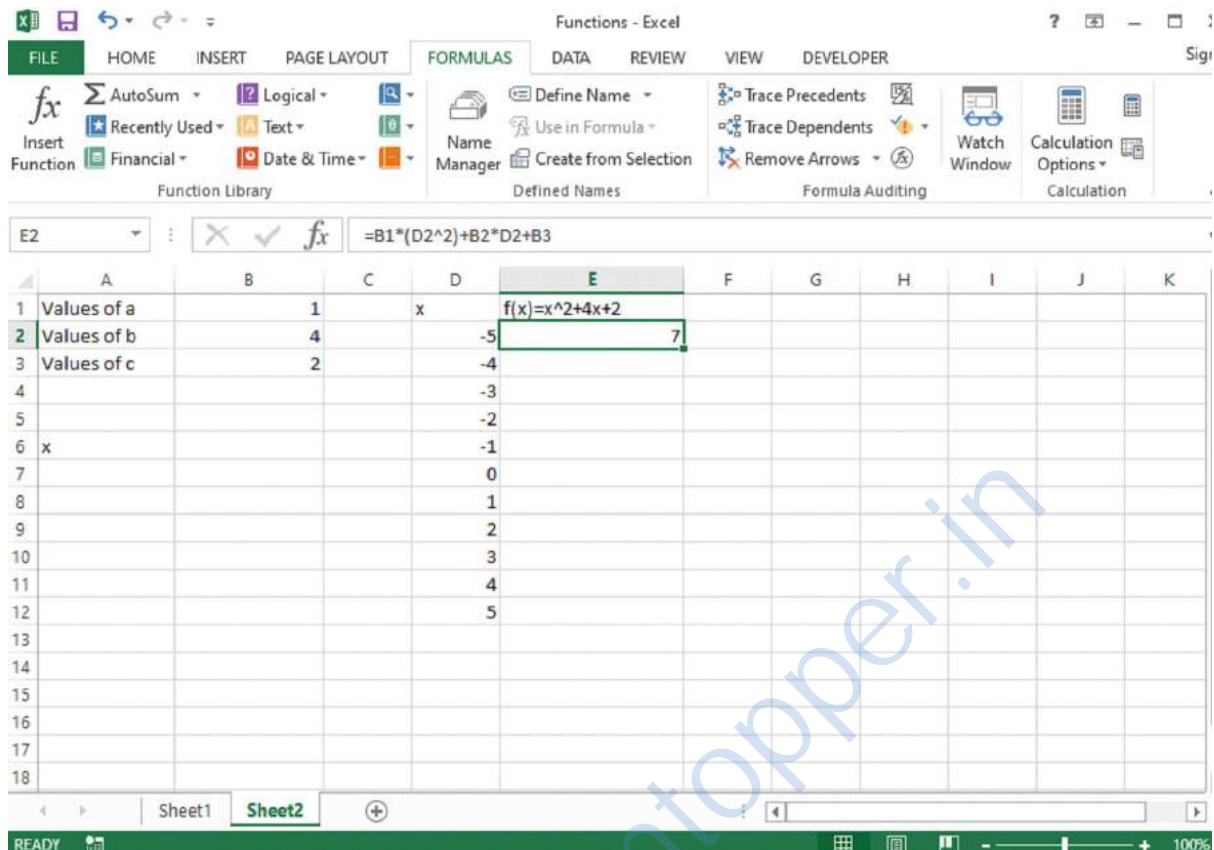 Functions - Excel
FILE HOME INSERT PAGE LAYOUT FORMULAS DATA REVIEW VIEW DEVELOPER
fx Insert Function
Σ AutoSum
Recently Used
Financial
Logical
Text
Date & Time
Function Library
Name Manager
Define Name
Use in Formula
Create from Selection
Defined Names
Trace Precedents
Trace Dependents
Remove Arrows
Formula Auditing
Watch Window
Calculation Options
Calculation
E2 fx =B1*(D2^2)+B2*D2+B3
A B C D E F G H I J K
1 Values of a 1 x f(x)=x^2+4x+2
2 Values of b 4 -5 7
3 Values of c 2 -4
4 -3
5 -2
6 x -1
7 0
8 1
9 2
10 3
11 4
12 5
13
14
15
16
17
18
Sheet1 Sheet2
READY 100%